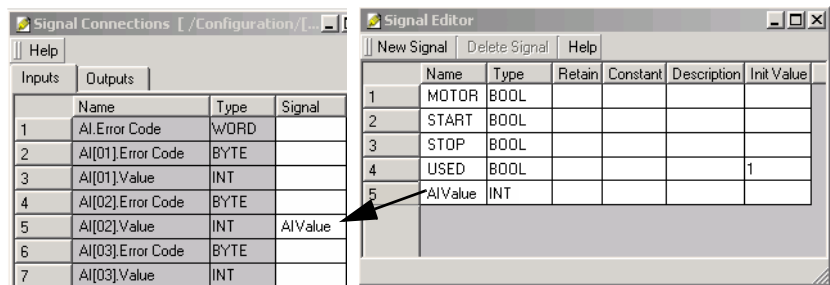 Signal Connections [ /Configuration/[...
Help
Inputs Outputs
Name Type Signal
1 AI.Error Code WORD
2 AI[01].Error Code BYTE
3 AI[01].Value INT
4 AI[02].Error Code BYTE
5 AI[02].Value INT AIValue
6 AI[03].Error Code BYTE
7 AI[03].Value INT
Signal Editor
New Signal Delete Signal Help
Name Type Retain Constant Description Init Value
1 MOTOR BOOL
2 START BOOL
3 STOP BOOL
4 USED BOOL 1
5 AIValue INT